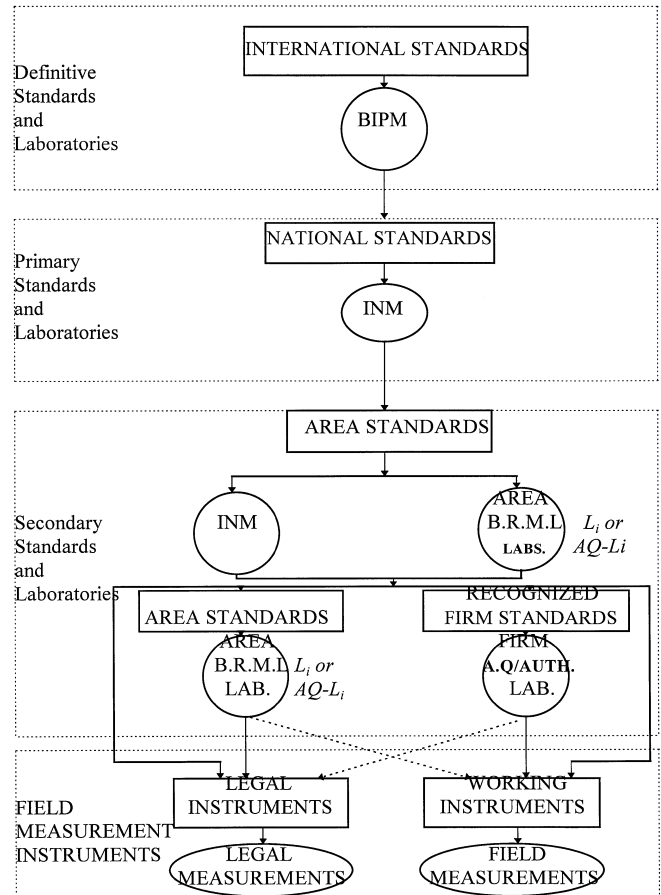 INTERNATIONAL STANDARDS
Definitive
Standards
and
Laboratories
BIPM
NATIONAL STANDARDS
Primary
Standards
and
Laboratories
INM
AREA STANDARDS
Secondary
Standards
and
Laboratories
INM
AREA
B.R.M.L
LABS.
Li or
AQ-Li
AREA STANDARDS
RECOGNIZED
FIRM STANDARDS
AREA
B.R.M.L
LAB.
Li or
AQ-Li
FIRM
A.Q/AUTH.
LAB.
FIELD
MEASUREMENT
INSTRUMENTS
LEGAL
INSTRUMENTS
WORKING
INSTRUMENTS
LEGAL
MEASUREMENTS
FIELD
MEASUREMENTS